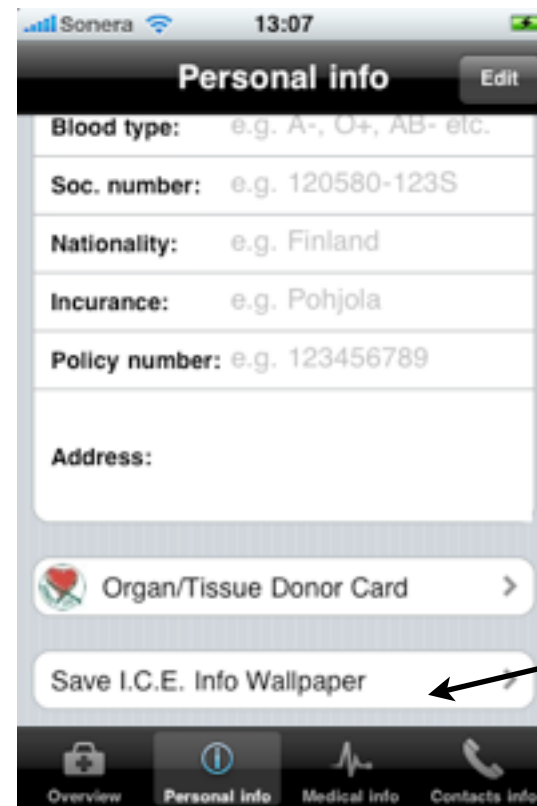 Sonera 13:07
Personal info Edit
Blood type: e.g. A-, O+, AB- etc.
Soc. number: e.g. 120580-123S
Nationality: e.g. Finland
Incurance: e.g. Pohjola
Policy number: e.g. 123456789
Address:
Organ/Tissue Donor Card
Save I.C.E. Info Wallpaper
Overview Personal info Medical info Contacts info